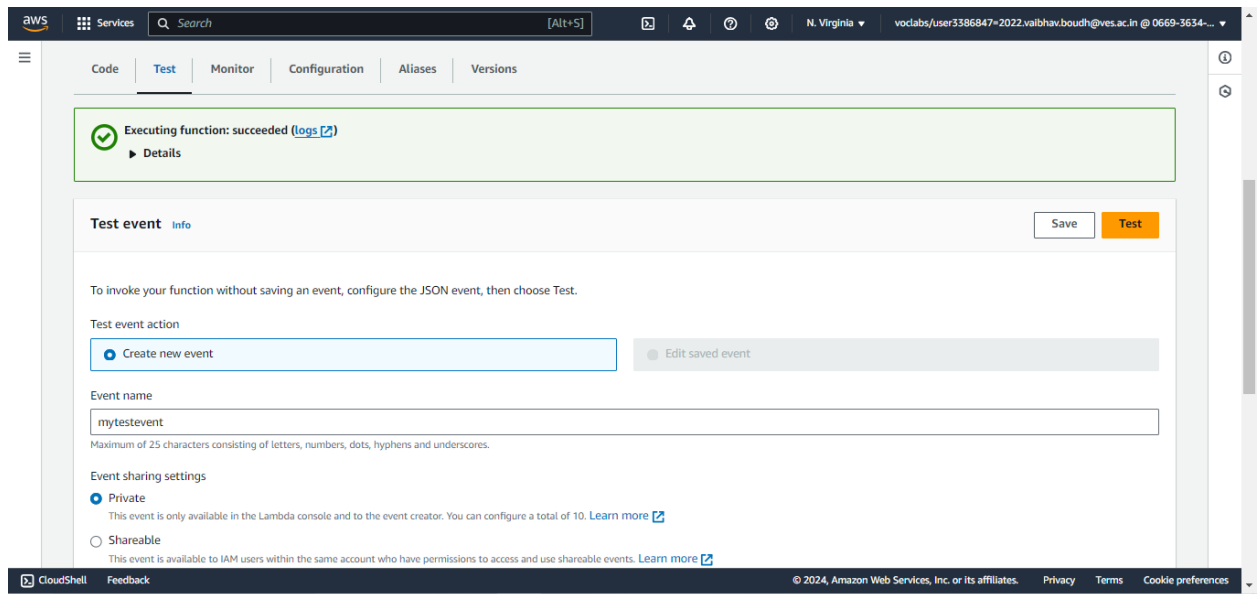 aws Services Search [Alt+S] N. Virginia voclabs/user3386847=2022.vaibhav.boudh@ves.ac.in @ 0669-3634-...
Code Test Monitor Configuration Aliases Versions
Executing function: succeeded (logs)
Details
Test event Info Save Test
To invoke your function without saving an event, configure the JSON event, then choose Test.
Test event action
Create new event Edit saved event
Event name
mytestevent
Maximum of 25 characters consisting of letters, numbers, dots, hyphens and underscores.
Event sharing settings
Private
This event is only available in the Lambda console and to the event creator. You can configure a total of 10. Learn more
Shareable
This event is available to IAM users within the same account who have permissions to access and use shareable events. Learn more
CloudShell Feedback © 2024, Amazon Web Services, Inc. or its affiliates. Privacy Terms Cookie preferences